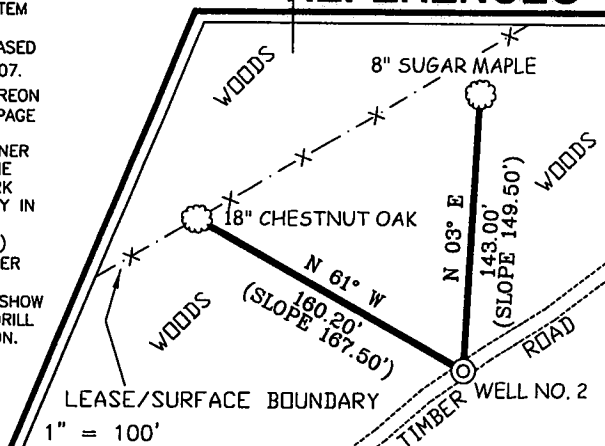 TEM
REFERENCES
ASED
07.
REON
PAGE
NER
HE
RK
Y IN
)
ER
SHOW
DRILL
ON.
WOODS
8" SUGAR MAPLE
WOODS
18" CHESTNUT OAK
N 03° E
143.00'
(SLOPE 149.50')
N 61° W
160.20'
(SLOPE 167.50')
WOODS
ROAD
LEASE/SURFACE BOUNDARY
WELL NO. 2
TIMBER
1" = 100'